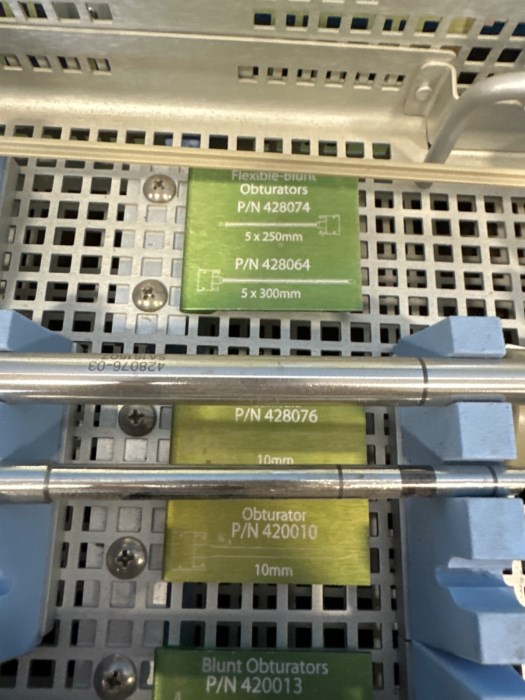 Flexible-Blunt
Obturators
P/N 428074
5 x 250mm
P/N 428064
5 x 300mm
428076-03
P/N 428076
10mm
Obturator
P/N 420010
10mm
Blunt Obturators
P/N 420013